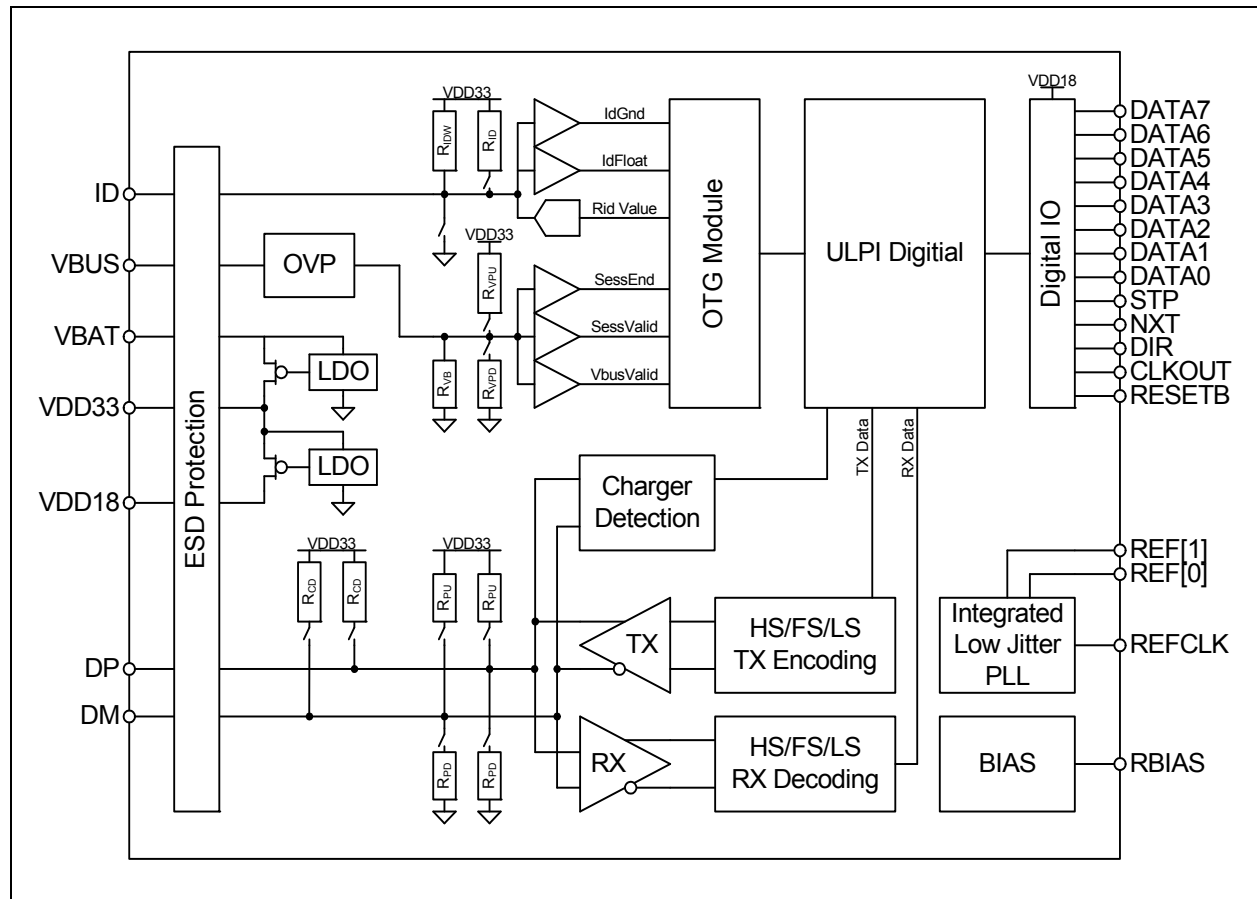 VDD33
VDD18
R_IDW
R_ID
IdGnd
IdFloat
Rid Value
ID
VBUS
OVP
VDD33
R_VPU
SessEnd
SessValid
VbusValid
R_VB
R_VPD
OTG Module
ULPI Digitial
Digital IO
DATA7
DATA6
DATA5
DATA4
DATA3
DATA2
DATA1
DATA0
STP
NXT
DIR
CLKOUT
RESETB
VBAT
LDO
VDD33
LDO
VDD18
ESD Protection
TX Data
RX Data
Charger
Detection
VDD33
VDD33
R_CD
R_CD
R_PU
R_PU
REF[1]
REF[0]
TX
HS/FS/LS
TX Encoding
Integrated
Low Jitter
PLL
REFCLK
DP
DM
R_PD
R_PD
RX
HS/FS/LS
RX Decoding
BIAS
RBIAS